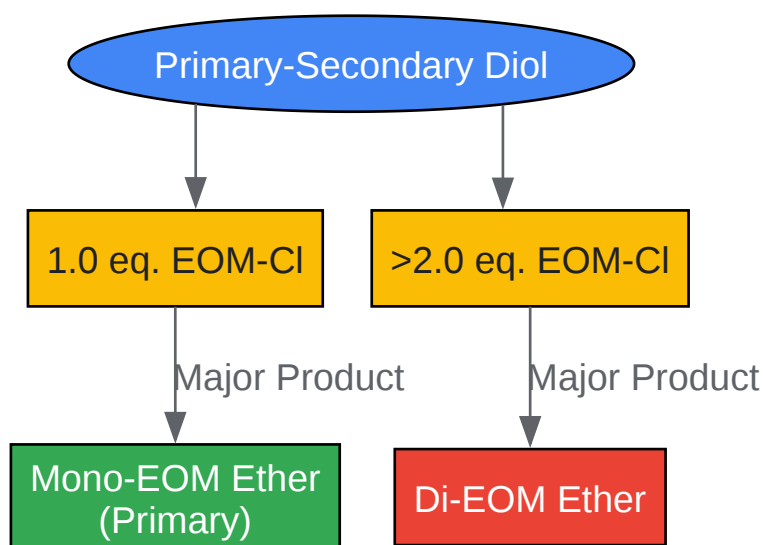 Primary-Secondary Diol
1.0 eq. EOM-Cl
>2.0 eq. EOM-Cl
Major Product
Major Product
Mono-EOM Ether
(Primary)
Di-EOM Ether